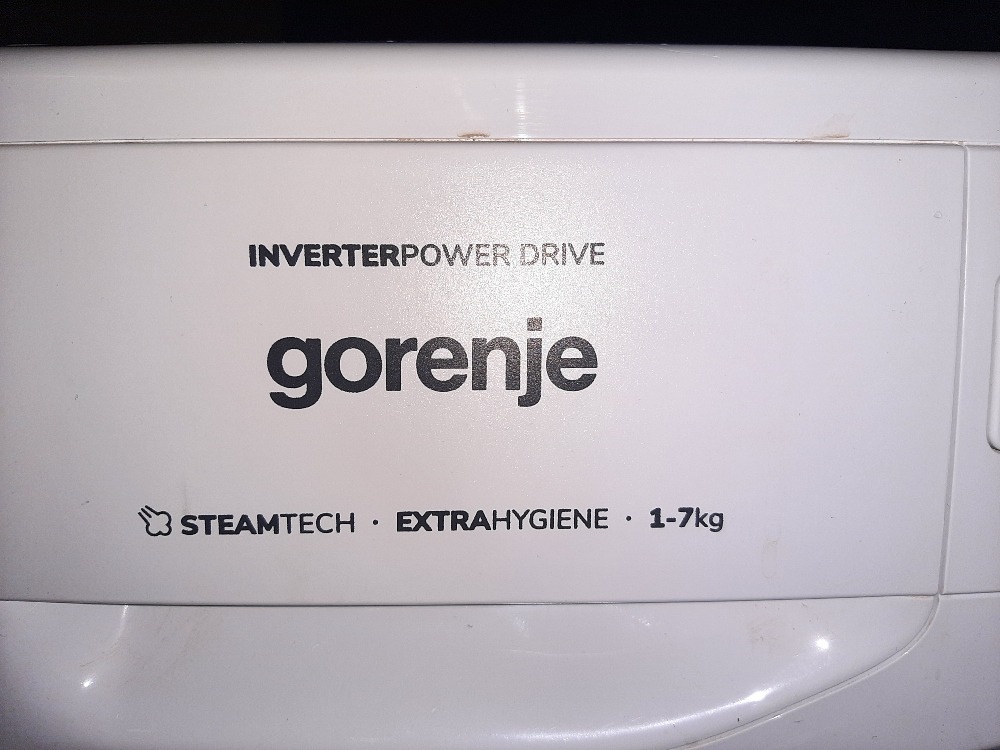 INVERTERPOWER DRIVE
gorenje
STEAMTECH · EXTRAHYGIENE · 1-7kg